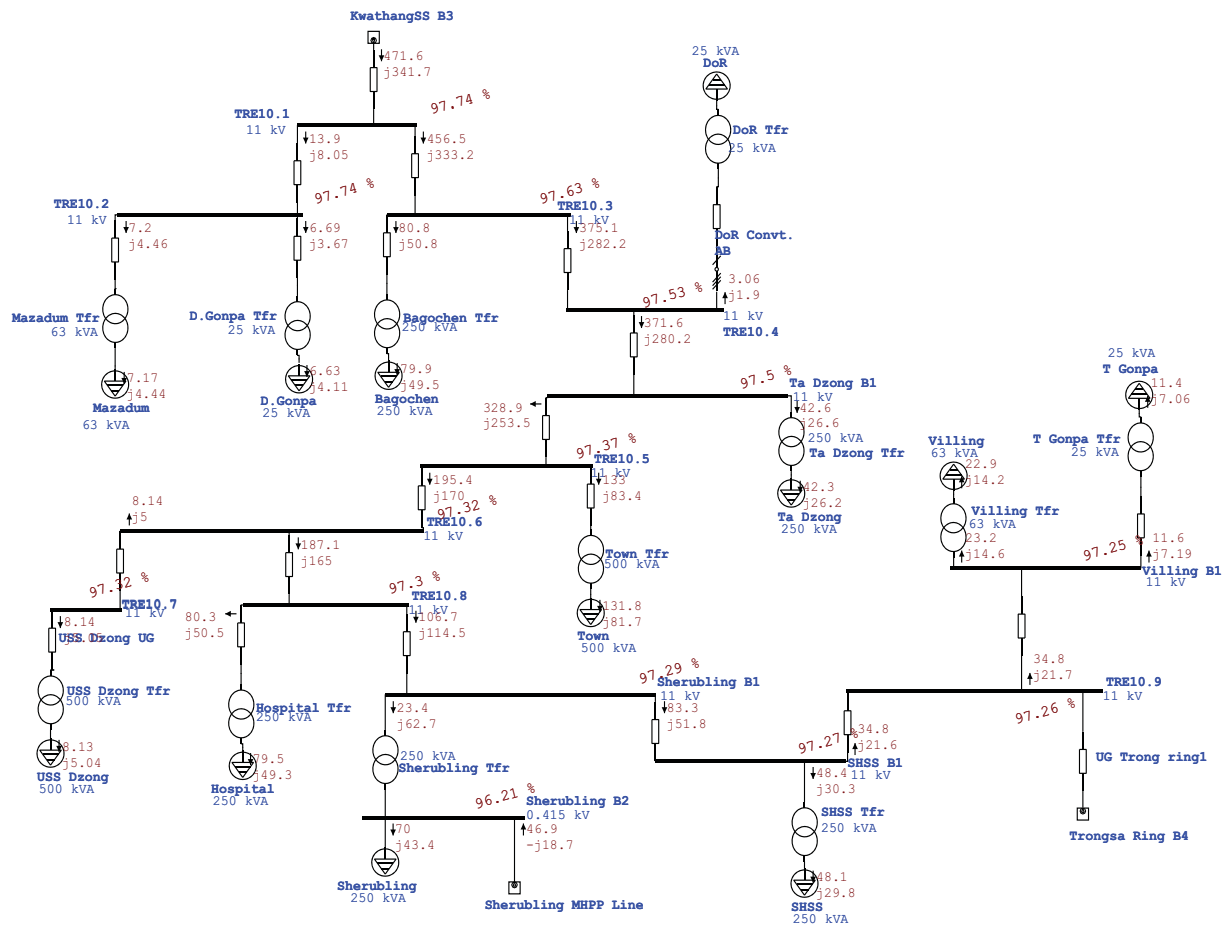 KwathangSS B3
471.6
j341.7
97.74 %
TRE10.1
11 kV
13.9
j8.05
456.5
j333.2
25 kVA
DoR
DoR Tfr
25 kVA
DoR Convt.
AB
3.06
j1.9
97.74 %
TRE10.2
11 kV
7.2
j4.46
6.69
j3.67
97.63 %
TRE10.3
11 kV
80.8
j50.8
375.1
j282.2
97.53 %
11 kV
TRE10.4
371.6
j280.2
Mazadum Tfr
63 kVA
D.Gonpa Tfr
25 kVA
Bagochen Tfr
250 kVA
7.17
j4.44
Mazadum
63 kVA
6.63
j4.11
D.Gonpa
25 kVA
79.9
j49.5
Bagochen
250 kVA
97.5 %
Ta Dzong B1
11 kV
328.9
j253.5
42.6
j26.6
250 kVA
Ta Dzong Tfr
42.3
j26.2
Ta Dzong
250 kVA
25 kVA
T Gonpa
11.4
j7.06
T Gonpa Tfr
25 kVA
Villing
63 kVA
22.9
j14.2
Villing Tfr
63 kVA
23.2
j14.6
97.25 %
11.6
j7.19
Villing B1
11 kV
97.37 %
TRE10.5
11 kV
195.4
j170
133
j83.4
97.32 %
TRE10.6
11 kV
8.14
j5
187.1
j165
Town Tfr
500 kVA
131.8
j81.7
Town
500 kVA
97.32 %
TRE10.7
11 kV
8.14
USS Dzong UG
USS Dzong Tfr
500 kVA
8.13
j5.04
USS Dzong
500 kVA
97.3 %
TRE10.8
11 kV
80.3
j50.5
106.7
j114.5
Hospital Tfr
250 kVA
79.5
j49.3
Hospital
250 kVA
97.29 %
Sherubling B1
11 kV
23.4
j62.7
83.3
j51.8
250 kVA
Sherubling Tfr
96.21 %
Sherubling B2
0.415 kV
70
j43.4
46.9
-j18.7
Sherubling
250 kVA
Sherubling MHPP Line
97.27 %
34.8
j21.6
SHSS B1
11 kV
48.4
j30.3
SHSS Tfr
250 kVA
48.1
j29.8
SHSS
250 kVA
34.8
j21.7
TRE10.9
11 kV
97.26 %
UG Trong ring1
Trongsa Ring B4